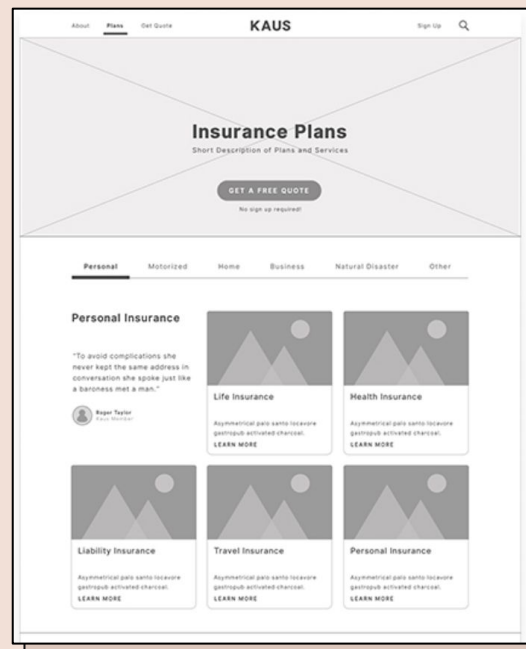 About Plans Get Quote KAUS Sign Up
Insurance Plans
Short Description of Plans and Services
GET A FREE QUOTE
No sign up required!
Personal Motorized Home Business Natural Disaster Other
Personal Insurance
"To avoid complications she
never kept the same address in
conversation she spoke just like
a baroness met a man."
Roger Taylor
Kaus Member
Life Insurance
Asymmetrical palo santo locavore
gastropub activated charcoal.
LEARN MORE
Health Insurance
Asymmetrical palo santo locavore
gastropub activated charcoal.
LEARN MORE
Liability Insurance
Asymmetrical palo santo locavore
gastropub activated charcoal.
LEARN MORE
Travel Insurance
Asymmetrical palo santo locavore
gastropub activated charcoal.
LEARN MORE
Personal Insurance
Asymmetrical palo santo locavore
gastropub activated charcoal.
LEARN MORE